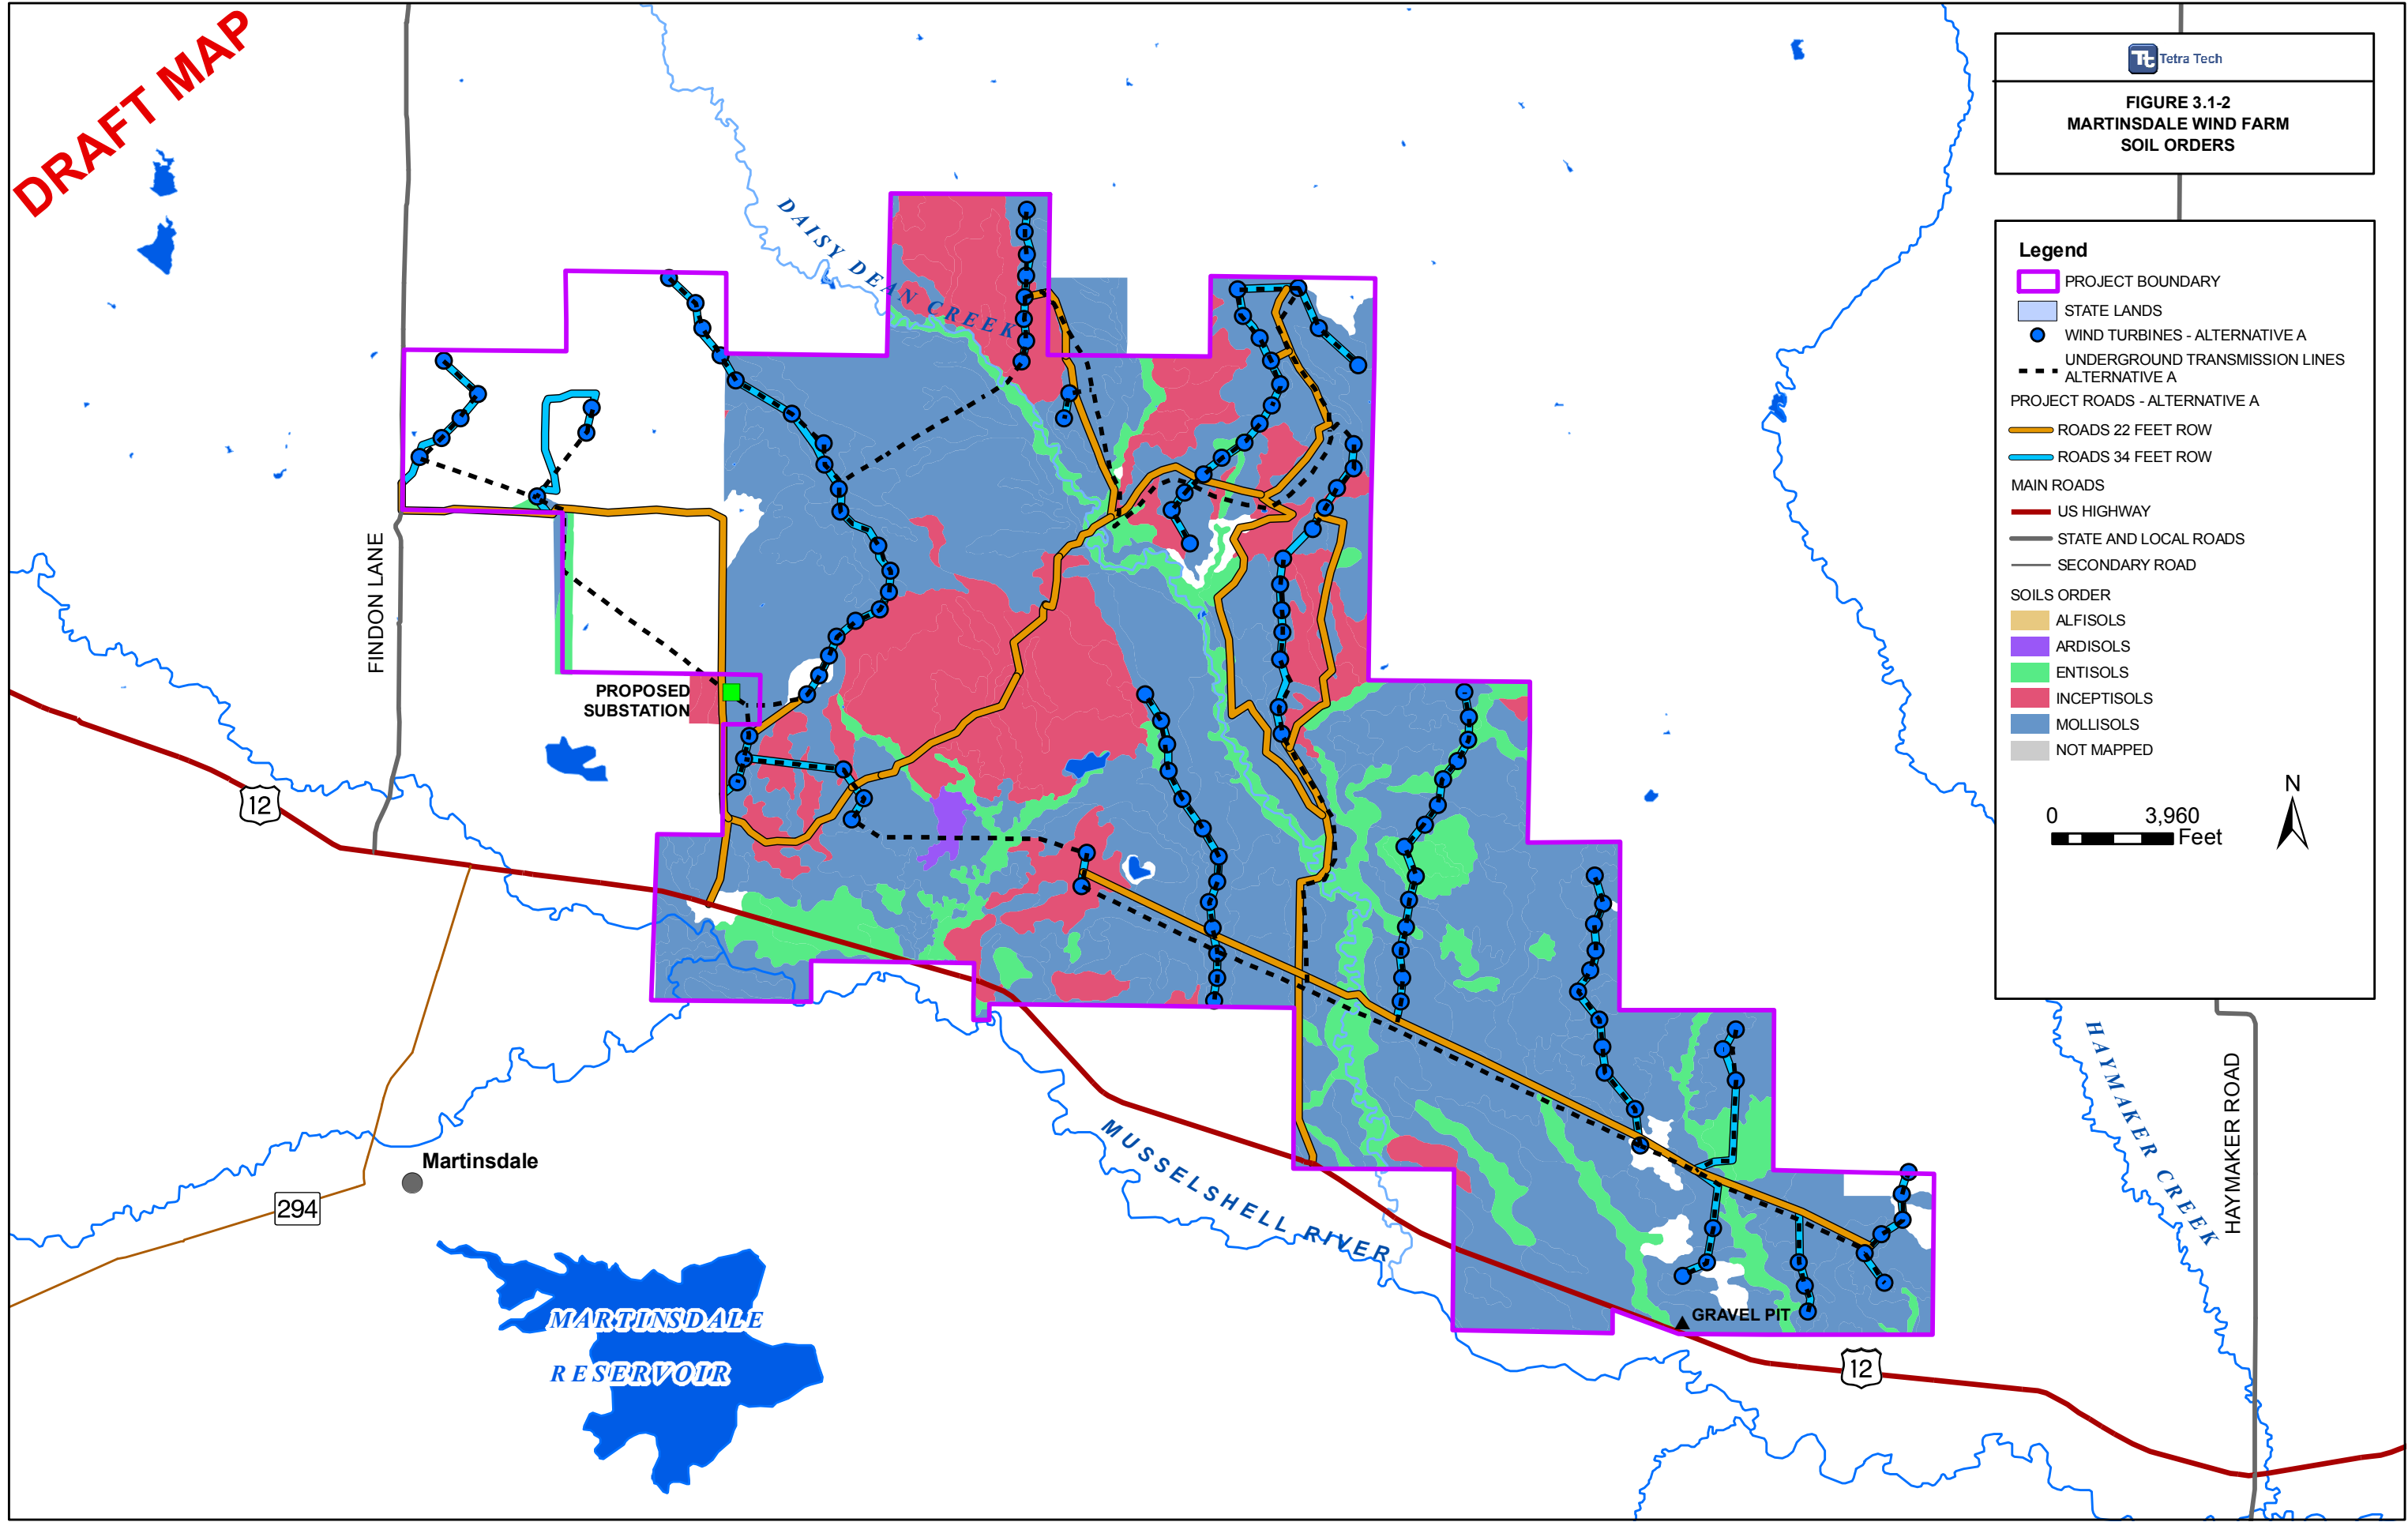 DRAFT MAP
Tt Tetra Tech
FIGURE 3.1-2
MARTINSDALE WIND FARM
SOIL ORDERS
Legend
PROJECT BOUNDARY
STATE LANDS
WIND TURBINES - ALTERNATIVE A
UNDERGROUND TRANSMISSION LINES
ALTERNATIVE A
PROJECT ROADS - ALTERNATIVE A
ROADS 22 FEET ROW
ROADS 34 FEET ROW
MAIN ROADS
US HIGHWAY
STATE AND LOCAL ROADS
SECONDARY ROAD
SOILS ORDER
ALFISOLS
ARDISOLS
ENTISOLS
INCEPTISOLS
MOLLISOLS
NOT MAPPED
N
0 3,960
Feet
DAISY DEAN CREEK
FINDON LANE
PROPOSED
SUBSTATION
12
Martinsdale
294
MUSSELSHELL RIVER
MARTINSDALE
RESERVOIR
GRAVEL PIT
12
HAYMAKER CREEK
HAYMAKER ROAD